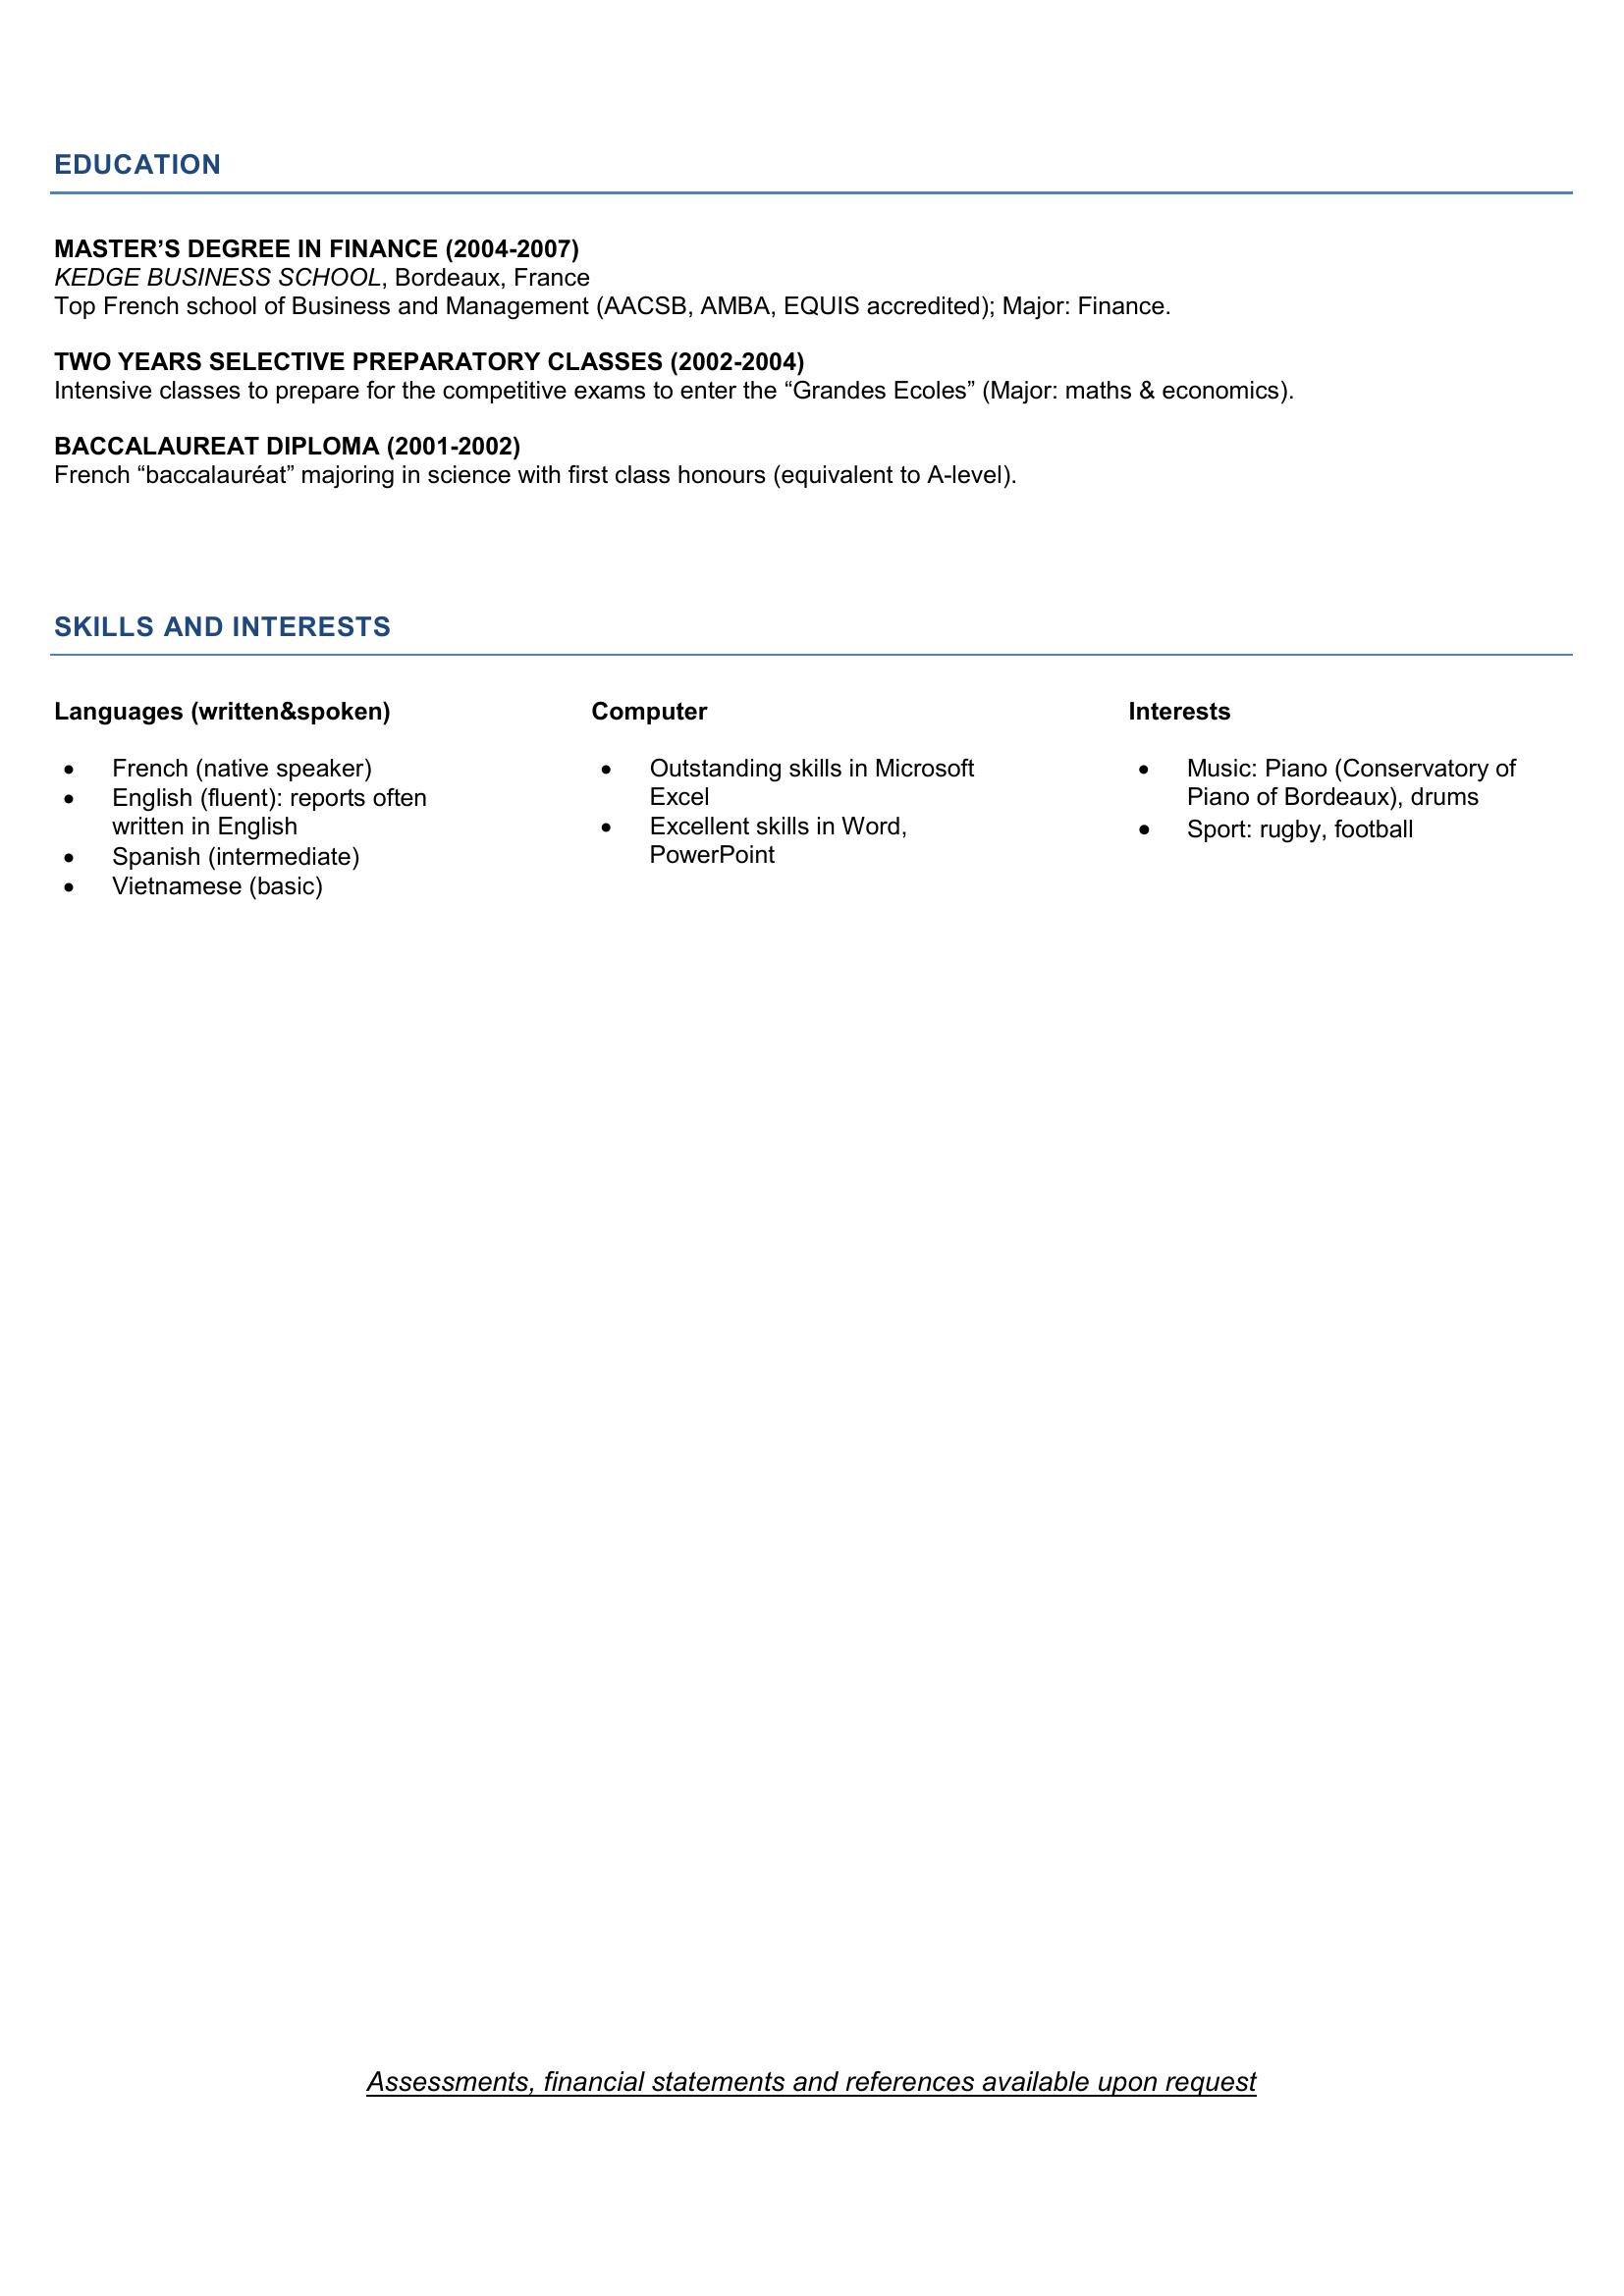 EDUCATION
MASTER’S DEGREE IN FINANCE (2004-2007)
KEDGE BUSINESS SCHOOL, Bordeaux, France
Top French school of Business and Management (AACSB, AMBA, EQUIS accredited); Major: Finance.
TWO YEARS SELECTIVE PREPARATORY CLASSES (2002-2004)
Intensive classes to prepare for the competitive exams to enter the “Grandes Ecoles” (Major: maths & economics).
BACCALAUREAT DIPLOMA (2001-2002)
French “baccalauréat” majoring in science with first class honours (equivalent to A-level).
SKILLS AND INTERESTS
Languages (written&spoken)
• French (native speaker)
• English (fluent): reports often
written in English
• Spanish (intermediate)
• Vietnamese (basic)
Computer
• Outstanding skills in Microsoft
Excel
• Excellent skills in Word,
PowerPoint
Interests
• Music: Piano (Conservatory of
Piano of Bordeaux), drums
• Sport: rugby, football
Assessments, financial statements and references available upon request